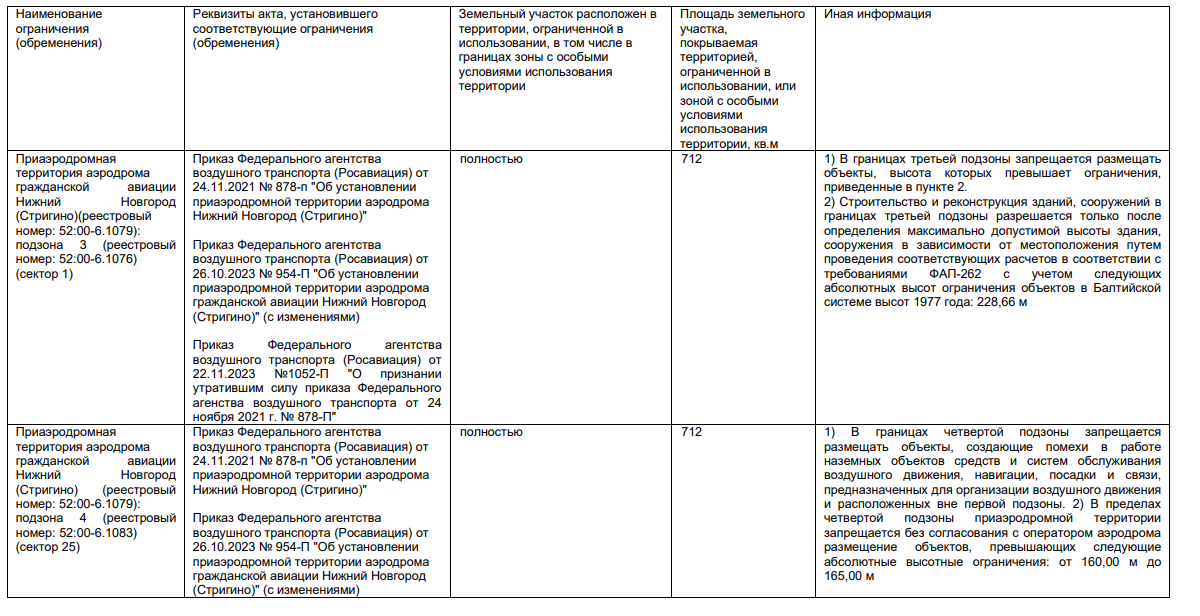 Наименование
ограничения
(обременения)
Реквизиты акта, установившего
соответствующие ограничения
(обременения)
Земельный участок расположен в
территории, ограниченной в
использовании, в том числе в
границах зоны с особыми
условиями использования
территории
Площадь земельного
участка,
покрываемая
территорией,
ограниченной в
использовании, или
зоной с особыми
условиями
использования
территории, кв.м
Иная информация
Приаэродромная
территория аэродрома
гражданской авиации
Нижний Новгород
(Стригино)(реестровый
номер: 52:00-6.1079):
подзона 3 (реестровый
номер: 52:00-6.1076)
(сектор 1)
Приказ Федерального агентства
воздушного транспорта (Росавиация) от
24.11.2021 № 878-п "Об установлении
приаэродромной территории аэродрома
Нижний Новгород (Стригино)"
Приказ Федерального агентства
воздушного транспорта (Росавиация) от
26.10.2023 № 954-П "Об установлении
приаэродромной территории аэродрома
гражданской авиации Нижний Новгород
(Стригино)" (с изменениями)
Приказ Федерального агентства
воздушного транспорта (Росавиация) от
22.11.2023 №1052-П "О признании
утратившим силу приказа Федерального
агенства воздушного транспорта от 24
ноября 2021 г. № 878-П"
полностью
712
1) В границах третьей подзоны запрещается размещать
объекты, высота которых превышает ограничения,
приведенные в пункте 2.
2) Строительство и реконструкция зданий, сооружений в
границах третьей подзоны разрешается только после
определения максимально допустимой высоты здания,
сооружения в зависимости от местоположения путем
проведения соответствующих расчетов в соответствии с
требованиями ФАП-262 с учетом следующих
абсолютных высот ограничения объектов в Балтийской
системе высот 1977 года: 228,66 м
Приаэродромная
территория аэродрома
гражданской авиации
Нижний Новгород
(Стригино) (реестровый
номер: 52:00-6.1079):
подзона 4 (реестровый
номер: 52:00-6.1083)
(сектор 25)
Приказ Федерального агентства
воздушного транспорта (Росавиация) от
24.11.2021 № 878-п "Об установлении
приаэродромной территории аэродрома
Нижний Новгород (Стригино)"
Приказ Федерального агентства
воздушного транспорта (Росавиация) от
26.10.2023 № 954-П "Об установлении
приаэродромной территории аэродрома
гражданской авиации Нижний Новгород
(Стригино)" (с изменениями)
полностью
712
1) В границах четвертой подзоны запрещается
размещать объекты, создающие помехи в работе
наземных объектов средств и систем обслуживания
воздушного движения, навигации, посадки и связи,
предназначенных для организации воздушного движения
и расположенных вне первой подзоны. 2) В пределах
четвертой подзоны приаэродромной территории
запрещается без согласования с оператором аэродрома
размещение объектов, превышающих следующие
абсолютные высотные ограничения: от 160,00 м до
165,00 м